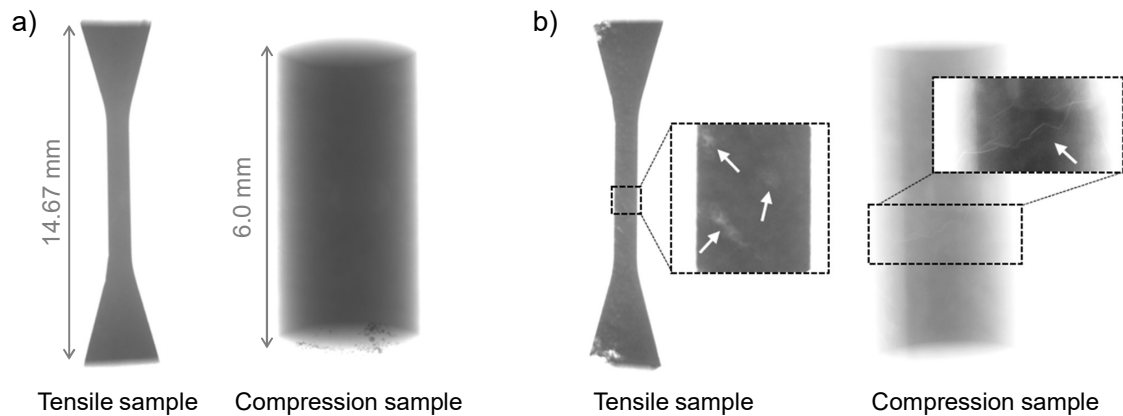 a)
b)
14.67 mm
6.0 mm
Tensile sample
Compression sample
Tensile sample
Compression sample